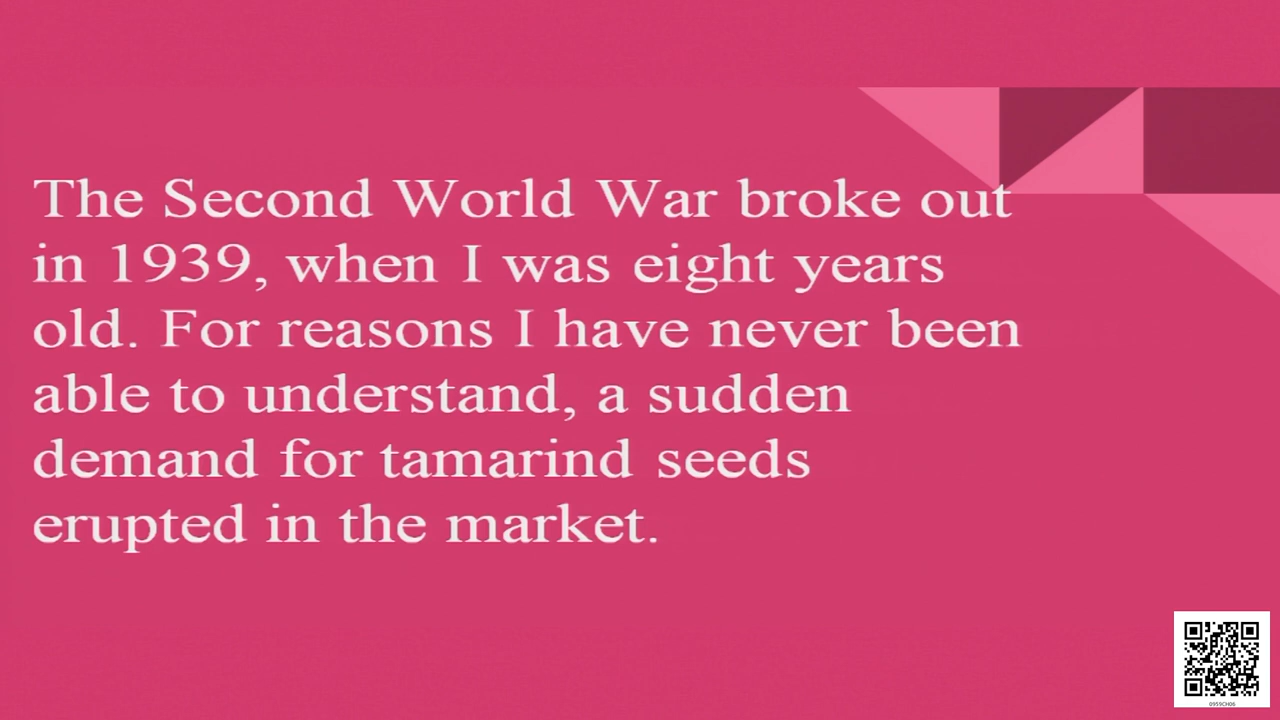 The Second World War broke out
in 1939, when I was eight years
old. For reasons I have never been
able to understand, a sudden
demand for tamarind seeds
erupted in the market.
0959CH06